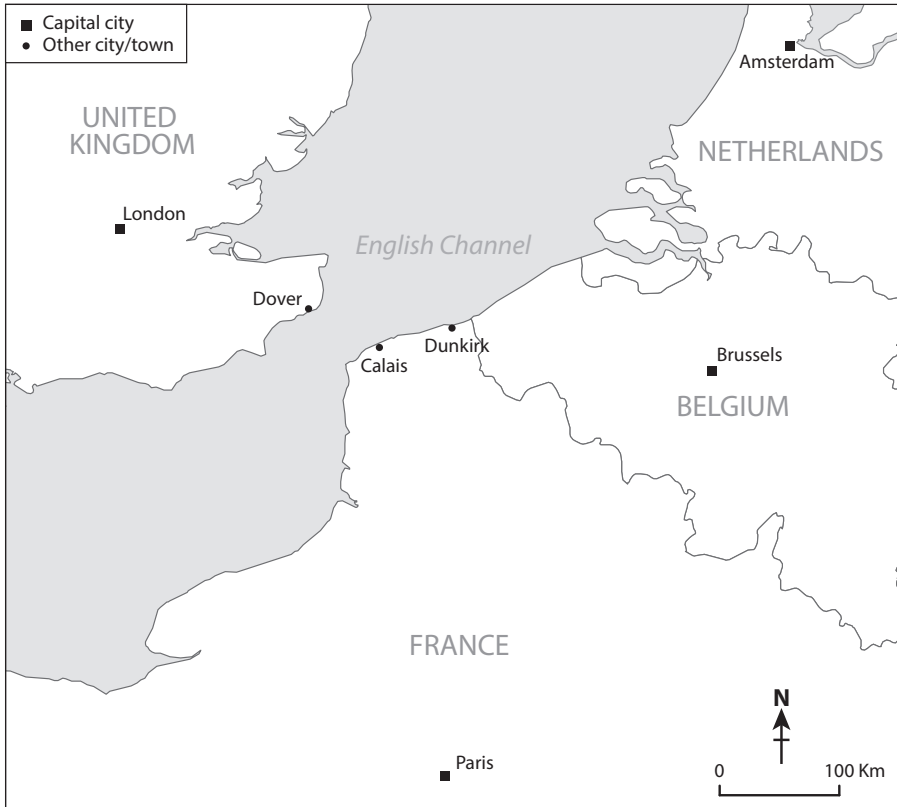 Capital city
Other city/town
Amsterdam
UNITED
KINGDOM
NETHERLANDS
London
English Channel
Dover
Dunkirk
Calais
Brussels
BELGIUM
FRANCE
N
Paris
0 100 Km